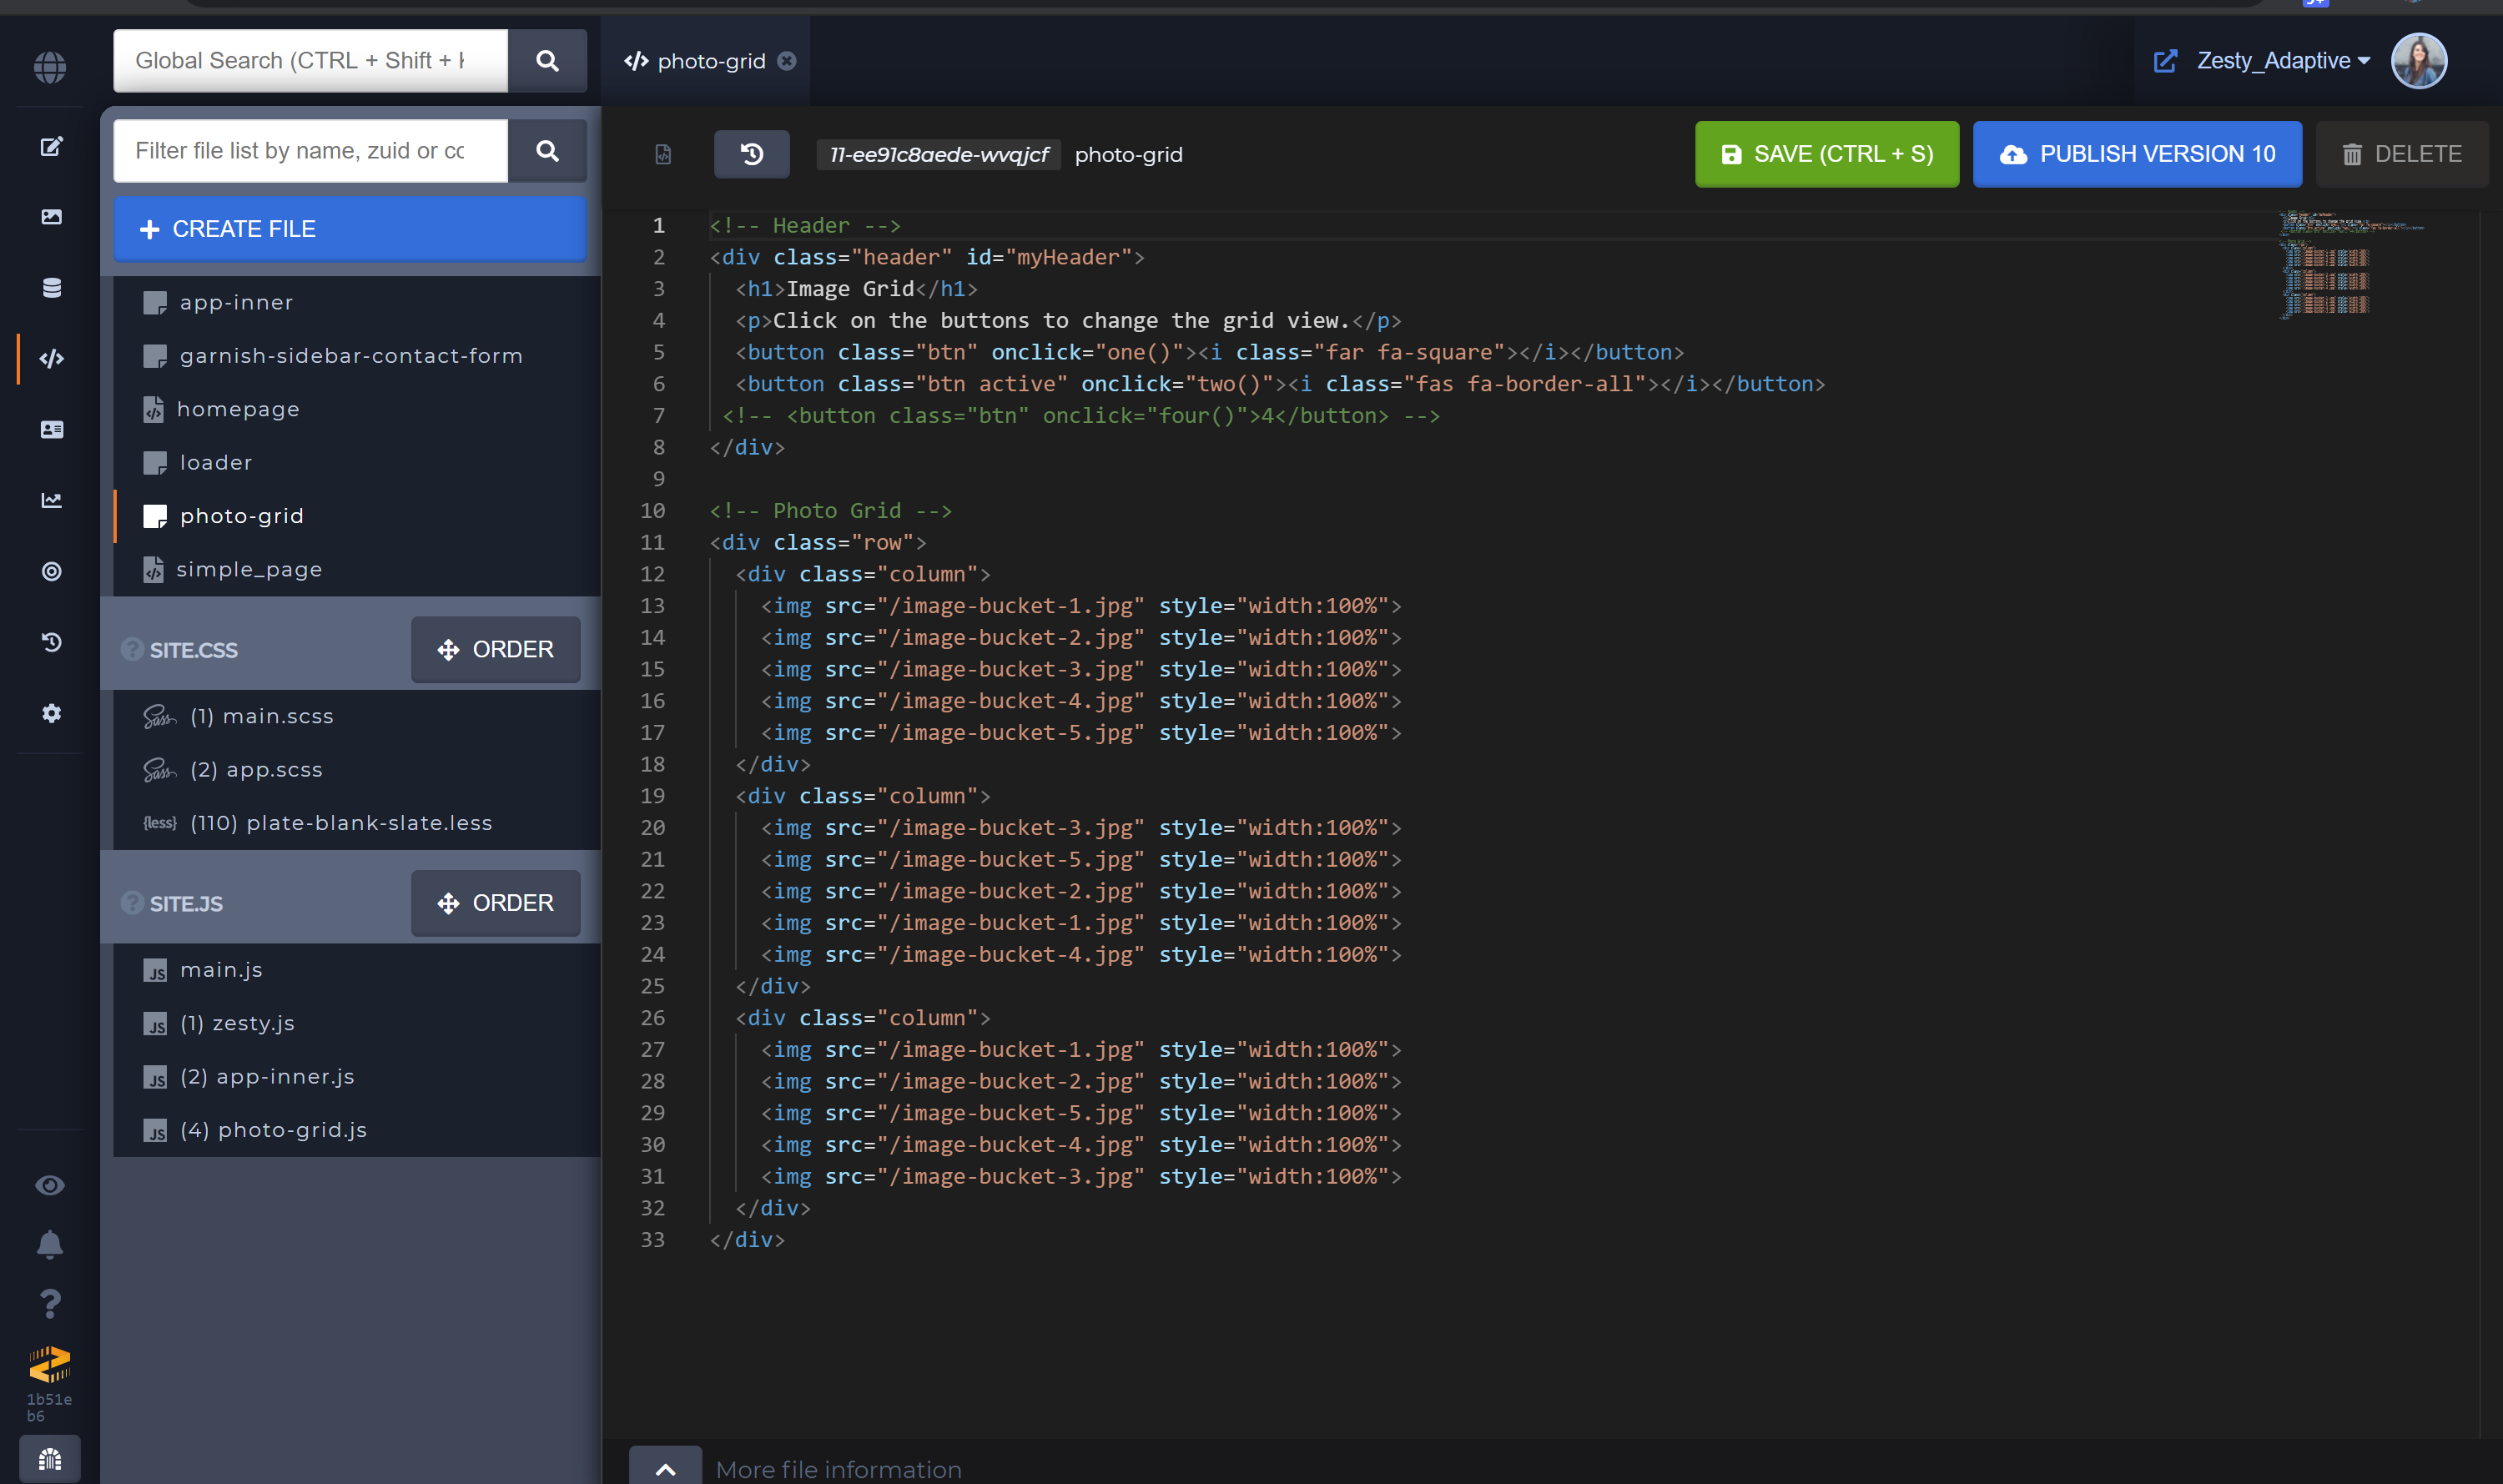 Global Search (CTRL + Shift +
photo-grid
Zesty_Adaptive
Filter file list by name, zuid or co
CREATE FILE
app-inner
garnish-sidebar-contact-form
homepage
loader
photo-grid
simple_page
SITE.CSS
ORDER
(1) main.scss
(2) app.scss
{less} (110) plate-blank-slate.less
SITE.JS
ORDER
JS main.js
JS (1) zesty.js
JS (2) app-inner.js
JS (4) photo-grid.js
1b51e
b6
11-ee91c8aede-wvqjcf photo-grid
SAVE (CTRL + S)
PUBLISH VERSION 10
DELETE
1 <!-- Header -->
2 <div class="header" id="myHeader">
3 <h1>Image Grid</h1>
4 <p>Click on the buttons to change the grid view.</p>
5 <button class="btn" onclick="one()"><i class="far fa-square"></i></button>
6 <button class="btn active" onclick="two()"><i class="fas fa-border-all"></i></button>
7 <!-- <button class="btn" onclick="four()">4</button> -->
8 </div>
9
10 <!-- Photo Grid -->
11 <div class="row">
12 <div class="column">
13 <img src="/image-bucket-1.jpg" style="width:100%">
14 <img src="/image-bucket-2.jpg" style="width:100%">
15 <img src="/image-bucket-3.jpg" style="width:100%">
16 <img src="/image-bucket-4.jpg" style="width:100%">
17 <img src="/image-bucket-5.jpg" style="width:100%">
18 </div>
19 <div class="column">
20 <img src="/image-bucket-3.jpg" style="width:100%">
21 <img src="/image-bucket-5.jpg" style="width:100%">
22 <img src="/image-bucket-2.jpg" style="width:100%">
23 <img src="/image-bucket-1.jpg" style="width:100%">
24 <img src="/image-bucket-4.jpg" style="width:100%">
25 </div>
26 <div class="column">
27 <img src="/image-bucket-1.jpg" style="width:100%">
28 <img src="/image-bucket-2.jpg" style="width:100%">
29 <img src="/image-bucket-5.jpg" style="width:100%">
30 <img src="/image-bucket-4.jpg" style="width:100%">
31 <img src="/image-bucket-3.jpg" style="width:100%">
32 </div>
33 </div>
More file information